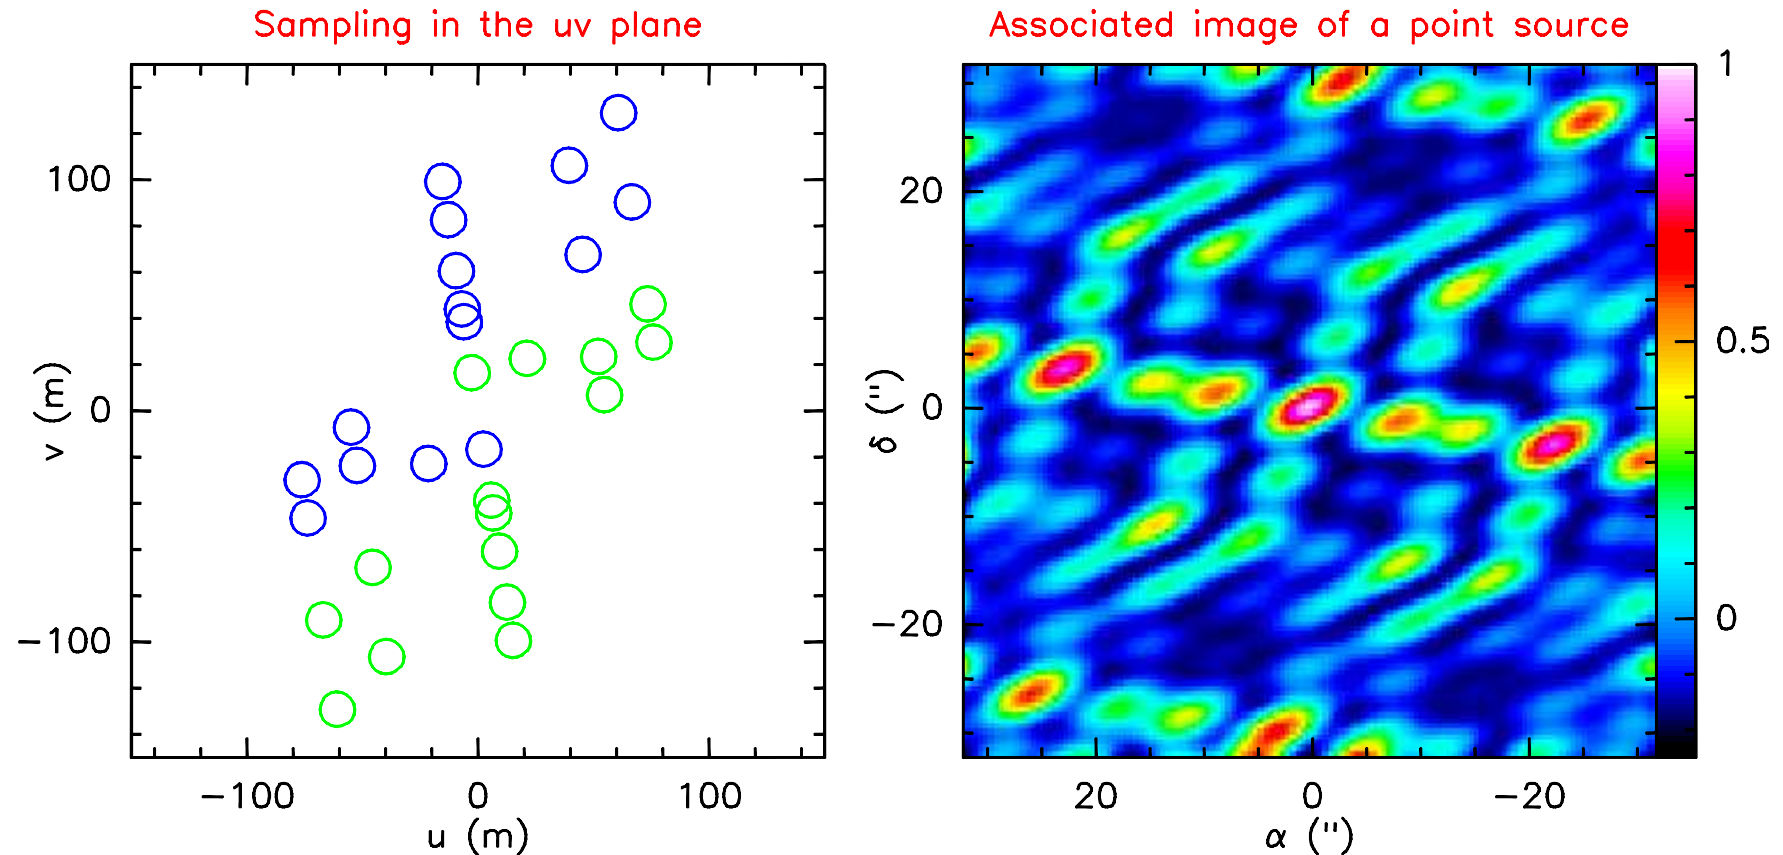 Sampling in the uv plane
100
0
−100
v (m)
−100 0 100
u (m)
Associated image of a point source
20
0
−20
δ (")
20 0 −20
α (")
1
0.5
0